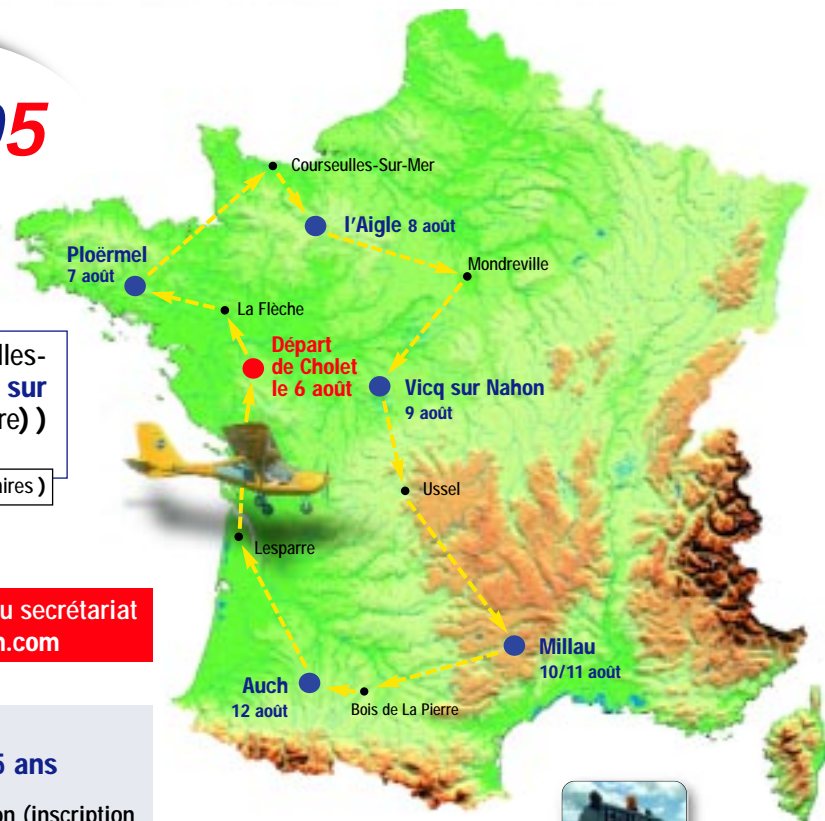 5
Courseulles-Sur-Mer
l'Aigle 8 août
Ploërmel
7 août
Mondreville
La Flèche
Départ
de Cholet
le 6 août
lles-
sur
re) )
Vicq sur Nahon
9 août
aires )
Ussel
Lesparre
u secrétariat
n.com
Millau
10/11 août
Auch
12 août
Bois de La Pierre
5 ans
on (inscription